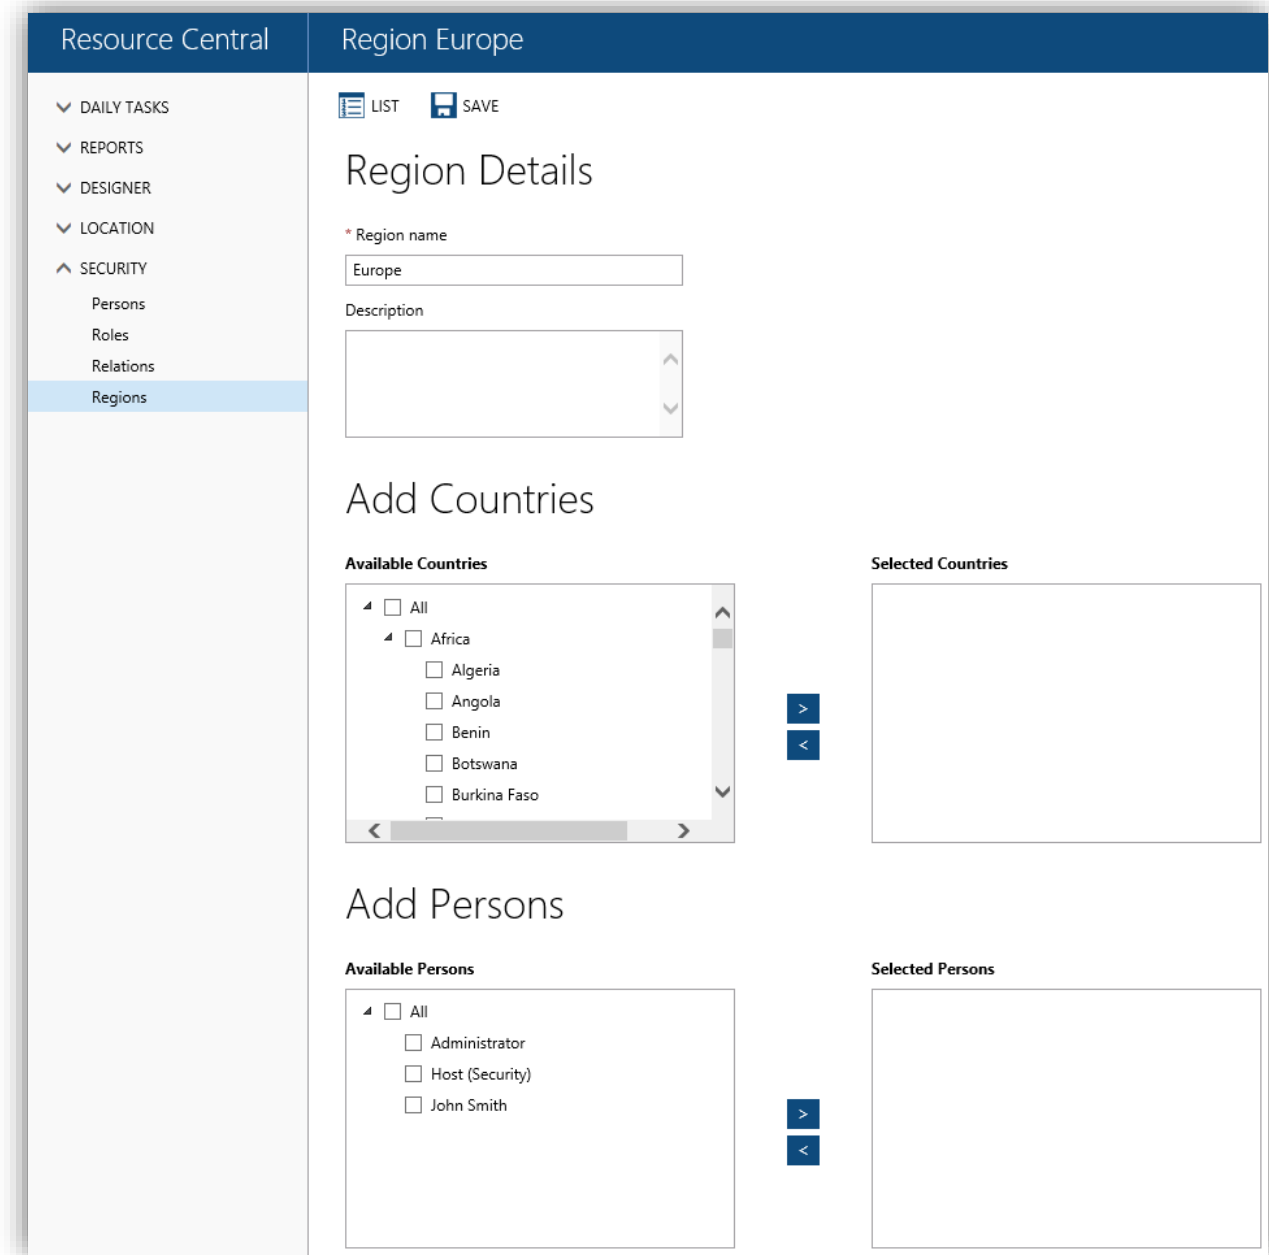 Resource Central
Region Europe
DAILY TASKS
REPORTS
DESIGNER
LOCATION
SECURITY
Persons
Roles
Relations
Regions
LIST
SAVE
Region Details
* Region name
Europe
Description
Add Countries
Available Countries
Selected Countries
All
Africa
Algeria
Angola
Benin
Botswana
Burkina Faso
>
<
Add Persons
Available Persons
Selected Persons
All
Administrator
Host (Security)
John Smith
>
<